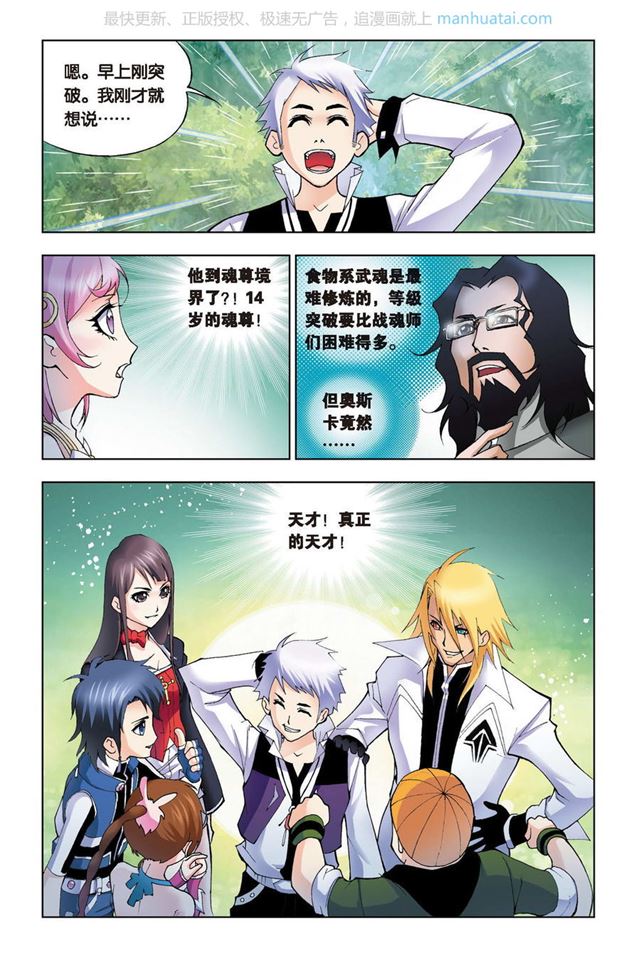 最快更新、正版授权、极速无广告，追漫画就上 manhuatai.com
嗯。早上刚突
破。我刚才就
想说……
他到魂尊境
界了?！14
岁的魂尊！
食物系武魂是最
难修炼的，等级
突破要比战魂师
们困难得多。
但奥斯
卡竟然
……
天才！真正
的天才！